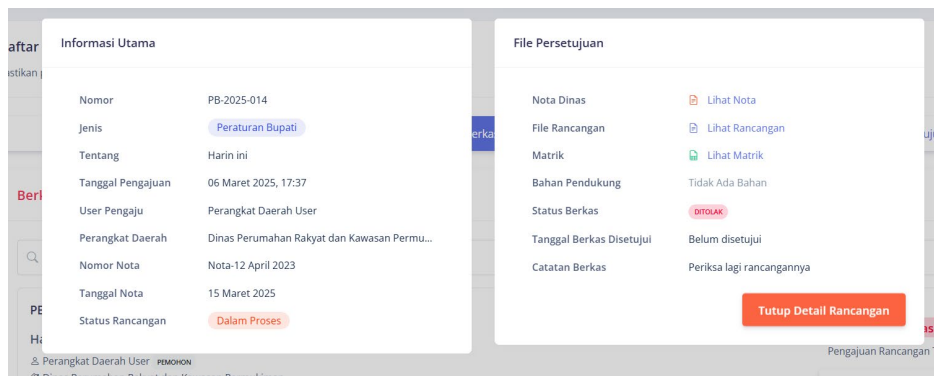 aftar
Informasi Utama
File Persetujuan
Nomor PB-2025-014
Jenis Peraturan Bupati
Tentang Harin ini
Tanggal Pengajuan 06 Maret 2025, 17:37
User Pengaju Perangkat Daerah User
Perangkat Daerah Dinas Perumahan Rakyat dan Kawasan Permu...
Nomor Nota Nota-12 April 2023
Tanggal Nota 15 Maret 2025
Status Rancangan Dalam Proses
Nota Dinas Lihat Nota
File Rancangan Lihat Rancangan
Matrik Lihat Matrik
Bahan Pendukung Tidak Ada Bahan
Status Berkas DITOLAK
Tanggal Berkas Disetujui Belum disetujui
Catatan Berkas Periksa lagi rancangannya
Tutup Detail Rancangan
Perangkat Daerah User PEMOHON
Pengajuan Rancangan